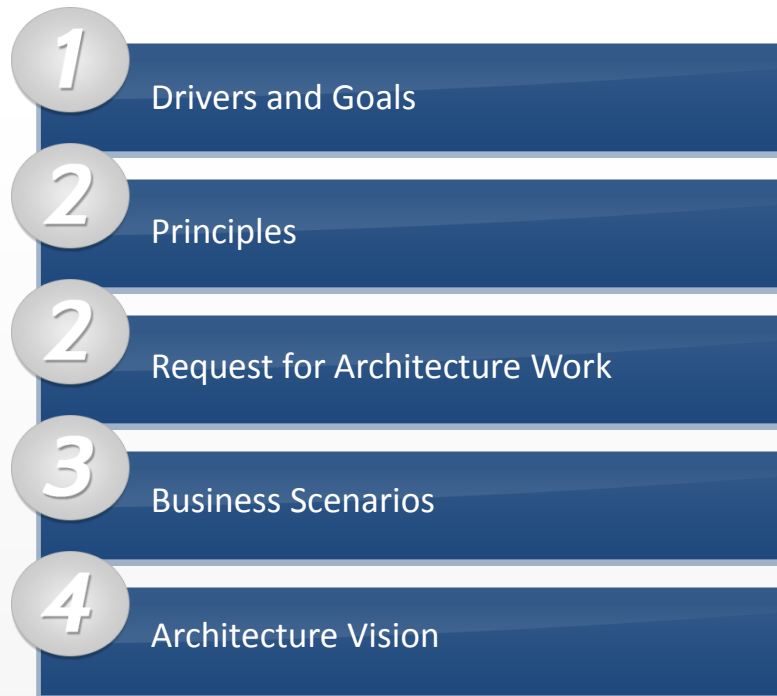 1
Drivers and Goals
2
Principles
2
Request for Architecture Work
3
Business Scenarios
4
Architecture Vision